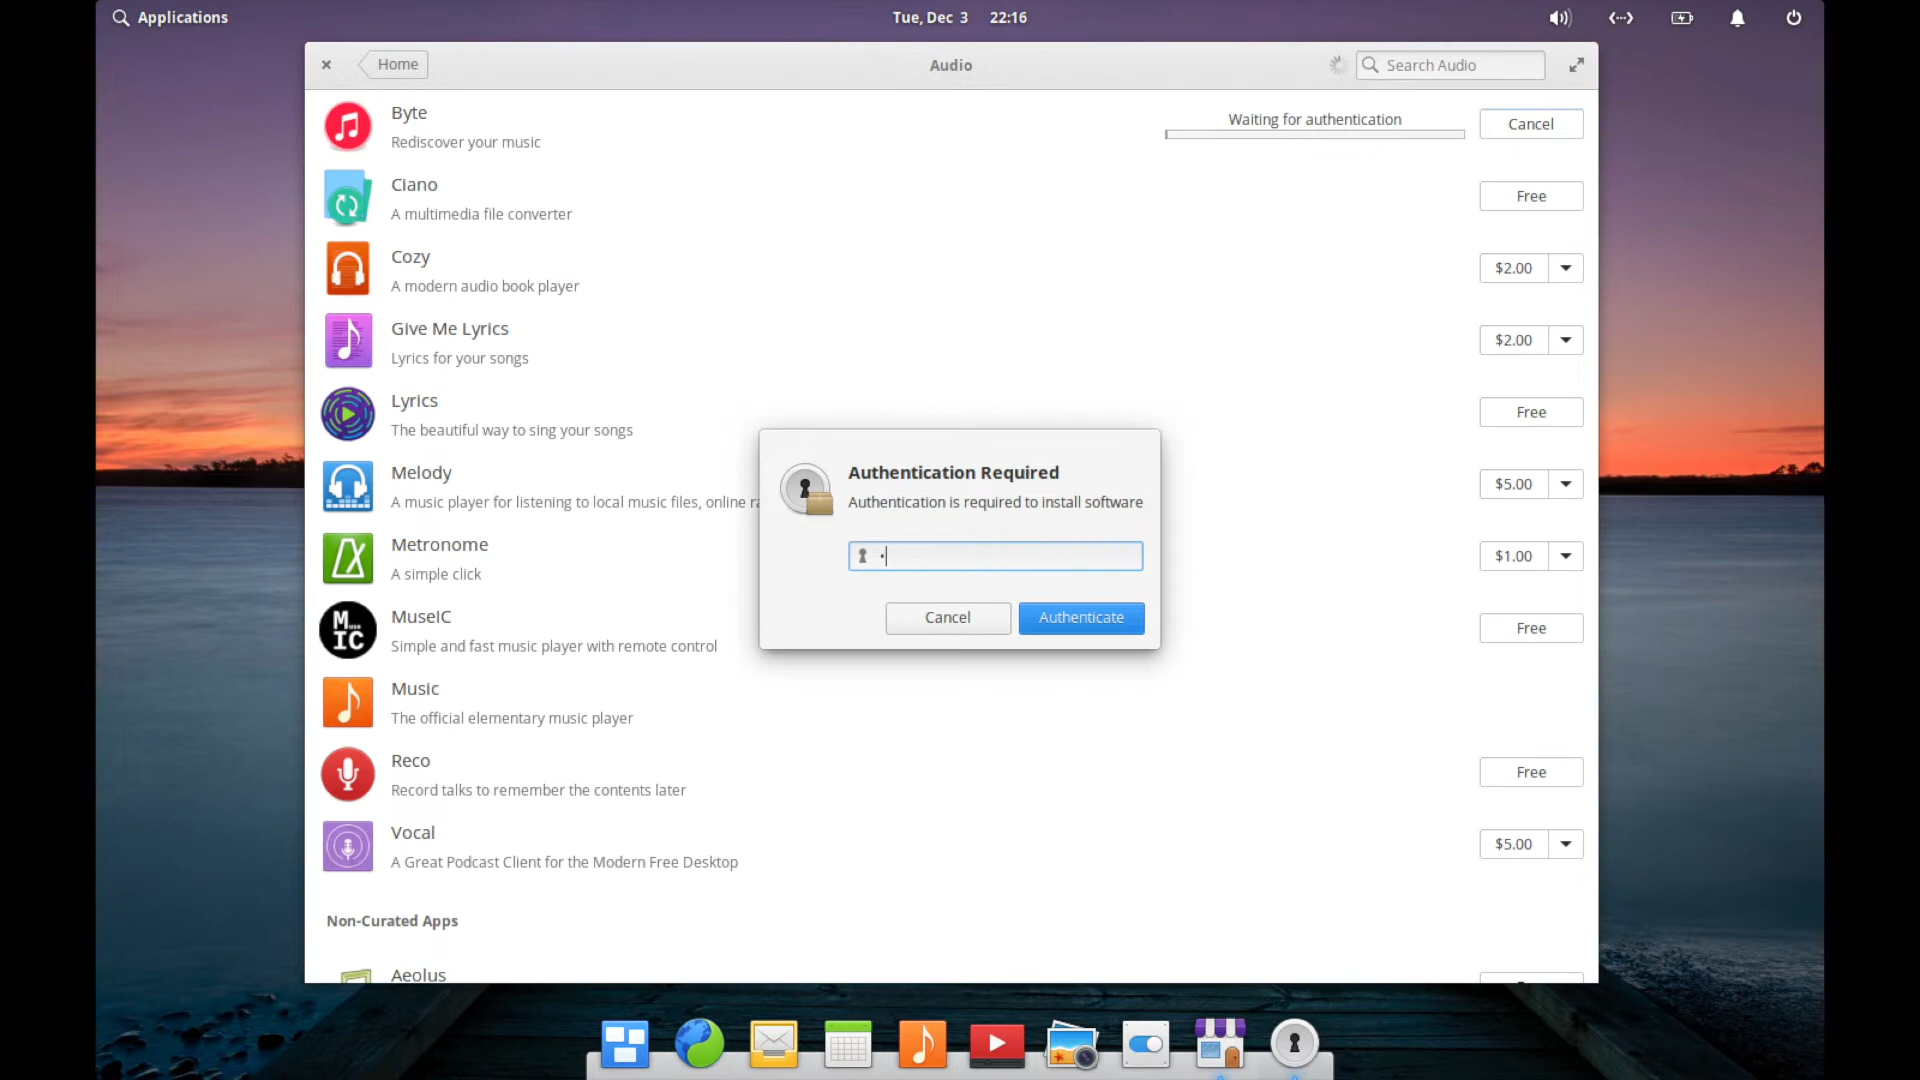 Applications
Tue, Dec 3 22:16
Home
Audio
Search Audio
Byte
Rediscover your music
Waiting for authentication
Cancel
Ciano
A multimedia file converter
Free
Cozy
A modern audio book player
$2.00
Give Me Lyrics
Lyrics for your songs
$2.00
Lyrics
The beautiful way to sing your songs
Free
Melody
A music player for listening to local music files, online
$5.00
Authentication Required
Authentication is required to install software
Cancel
Authenticate
Metronome
A simple click
$1.00
Muse
M
IC
MuseIC
Simple and fast music player with remote control
Free
Music
The official elementary music player
Reco
Record talks to remember the contents later
Free
Vocal
A Great Podcast Client for the Modern Free Desktop
$5.00
Non-Curated Apps
Aeolus